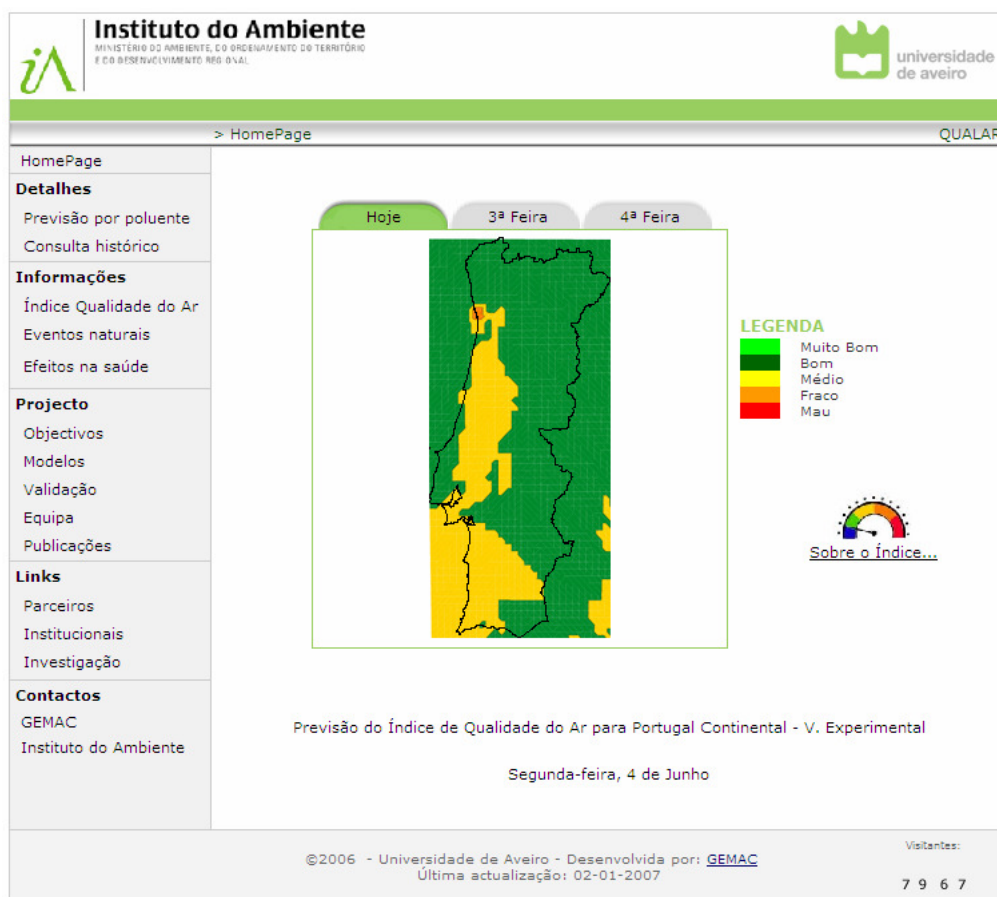 Instituto do Ambiente
MINISTÉRIO DO AMBIENTE, DO ORDENAMENTO DO TERRITÓRIO
E DO DESENVOLVIMENTO REGIONAL
universidade
de aveiro
> HomePage
QUALAR
HomePage
Detalhes
Previsão por poluente
Consulta histórico
Informações
Índice Qualidade do Ar
Eventos naturais
Efeitos na saúde
Projecto
Objectivos
Modelos
Validação
Equipa
Publicações
Links
Parceiros
Institucionais
Investigação
Contactos
GEMAC
Instituto do Ambiente
Hoje
3ª Feira
4ª Feira
LEGENDA
Muito Bom
Bom
Médio
Fraco
Mau
Sobre o Índice...
Previsão do Índice de Qualidade do Ar para Portugal Continental - V. Experimental
Segunda-feira, 4 de Junho
©2006 - Universidade de Aveiro - Desenvolvida por: GEMAC
Última actualização: 02-01-2007
Visitantes:
7 9 6 7